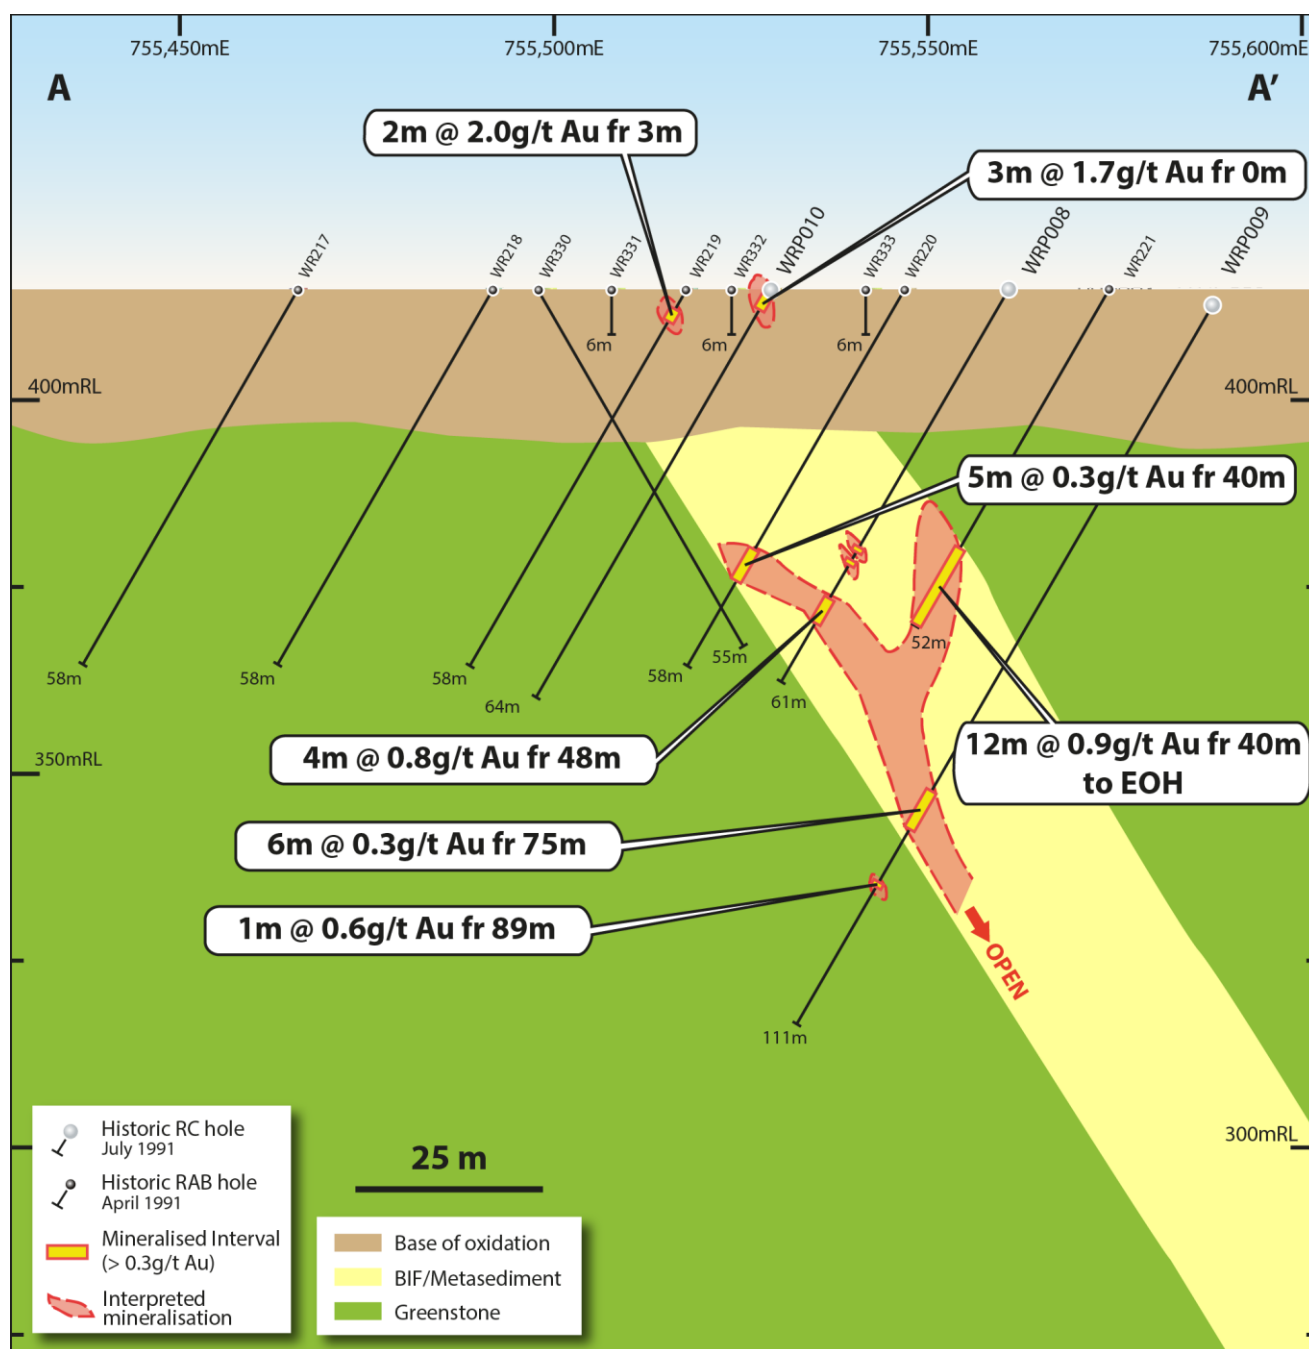 755,450mE
755,500mE
755,550mE
755,600mE
A
A′
2m @ 2.0g/t Au fr 3m
3m @ 1.7g/t Au fr 0m
WR217
WR218
WR330
WR331
WR219
WR332
WRP010
WR333
WR220
WRP008
WR221
WRP009
6m
6m
6m
400mRL
400mRL
5m @ 0.3g/t Au fr 40m
58m
58m
58m
64m
58m
55m
61m
52m
4m @ 0.8g/t Au fr 48m
12m @ 0.9g/t Au fr 40m
to EOH
350mRL
6m @ 0.3g/t Au fr 75m
1m @ 0.6g/t Au fr 89m
OPEN
111m
300mRL
Historic RC hole
July 1991
Historic RAB hole
April 1991
Mineralised Interval
(> 0.3g/t Au)
Interpreted
mineralisation
25 m
Base of oxidation
BIF/Metasediment
Greenstone